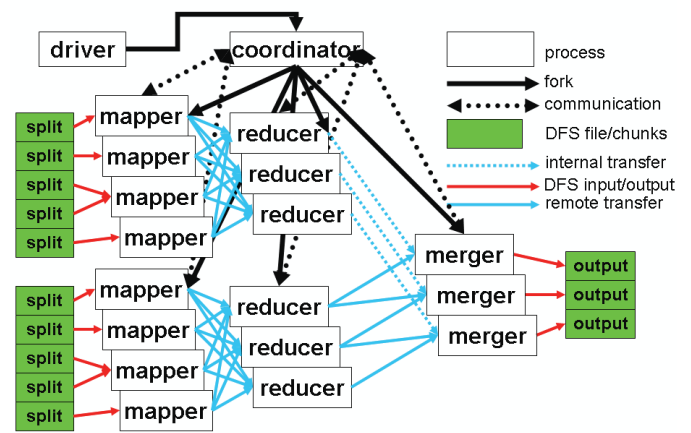 driver
coordinator
process
fork
communication
DFS file/chunks
internal transfer
DFS input/output
remote transfer
split
split
split
split
split
mapper
mapper
mapper
mapper
reducer
reducer
reducer
merger
merger
merger
output
output
output
split
split
split
split
split
mapper
mapper
mapper
mapper
reducer
reducer
reducer